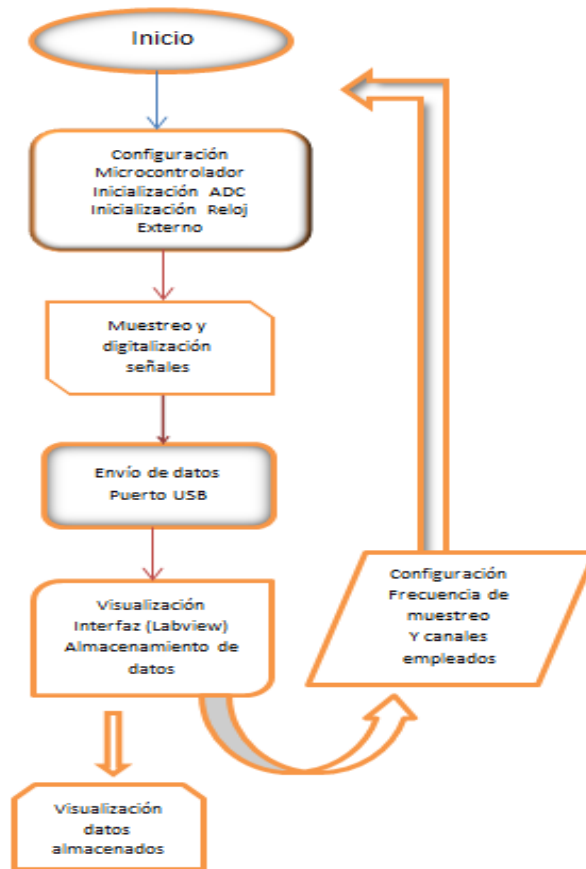 Inicio
Configuración
Microcontrolador
Inicialización ADC
Inicialización Reloj
Externo
Muestreo y
digitalización
señales
Envío de datos
Puerto USB
Visualización
Interfaz (Labview)
Almacenamiento de
datos
Configuración
Frecuencia de
muestreo
Y canales
empleados
Visualización
datos
almacenados